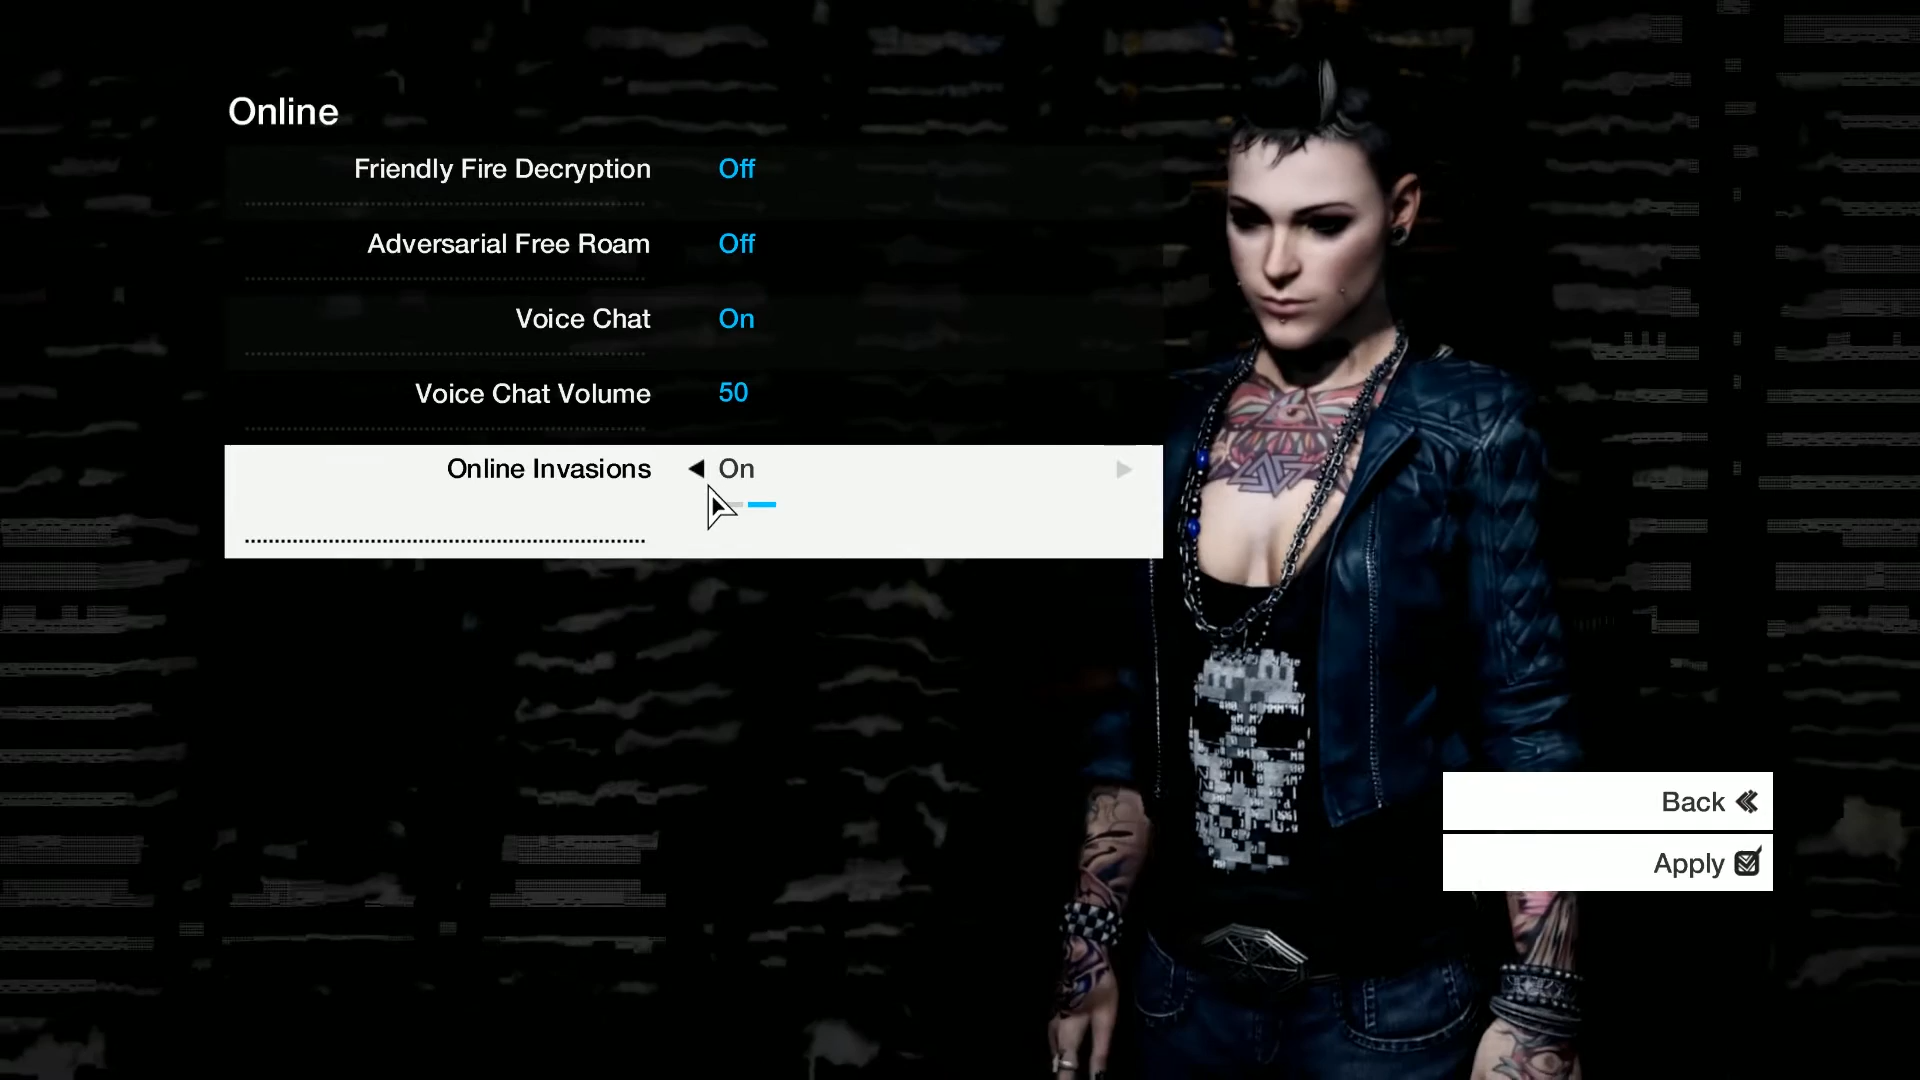 Online
Friendly Fire Decryption Off
Adversarial Free Roam Off
Voice Chat On
Voice Chat Volume 50
Online Invasions On
Back
Apply